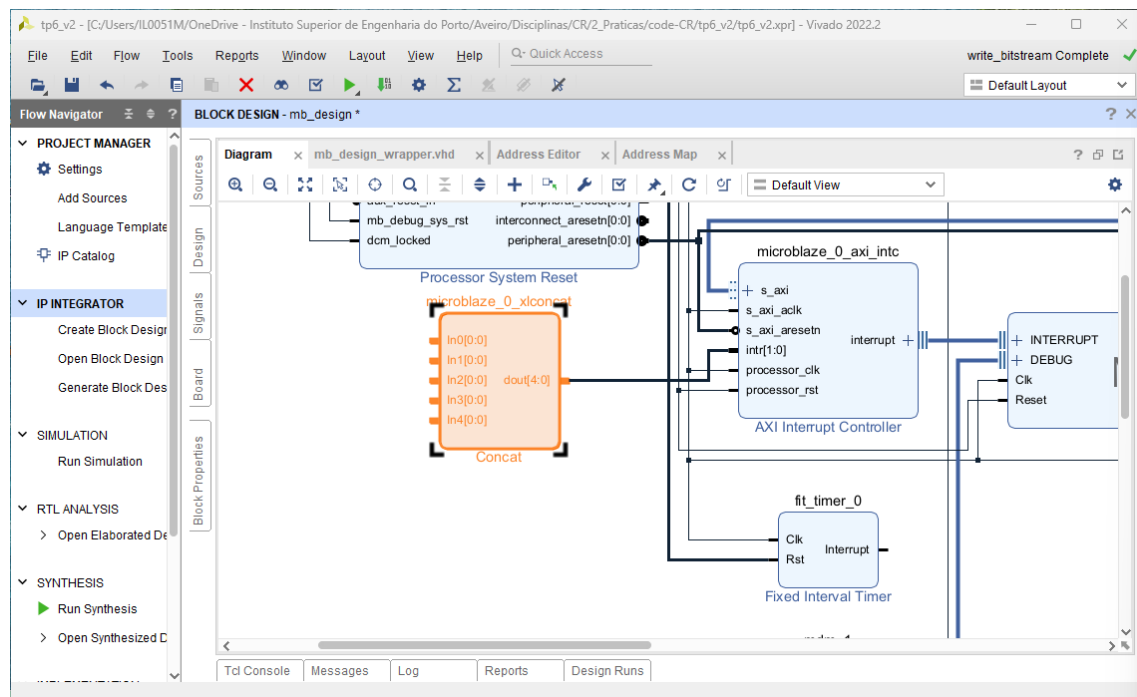 tp6_v2 - [C:/Users/IL0051M/OneDrive - Instituto Superior de Engenharia do Porto/Aveiro/Disciplinas/CR/2_Praticas/code-CR/tp6_v2/tp6_v2.xpr] - Vivado 2022.2
File Edit Flow Tools Reports Window Layout View Help Quick Access write_bitstream Complete
Default Layout
Flow Navigator ? BLOCK DESIGN - mb_design * ?
PROJECT MANAGER
Settings
Add Sources
Language Template
IP Catalog
IP INTEGRATOR
Create Block Design
Open Block Design
Generate Block Des
SIMULATION
Run Simulation
RTL ANALYSIS
Open Elaborated De
SYNTHESIS
Run Synthesis
Open Synthesized D
Sources
Design
Signals
Board
Block Properties
Diagram mb_design_wrapper.vhd Address Editor Address Map ?
Default View
mb_debug_sys_rst interconnect_aresetn[0:0]
dcm_locked peripheral_aresetn[0:0]
Processor System Reset
microblaze_0_xlconcat
In0[0:0]
In1[0:0]
In2[0:0] dout[4:0]
In3[0:0]
In4[0:0]
Concat
microblaze_0_axi_intc
s_axi
s_axi_aclk
s_axi_aresetn interrupt
intr[1:0]
processor_clk
processor_rst
AXI Interrupt Controller
INTERRUPT
DEBUG
Clk
Reset
fit_timer_0
Clk
Interrupt
Rst
Fixed Interval Timer
Tcl Console Messages Log Reports Design Runs